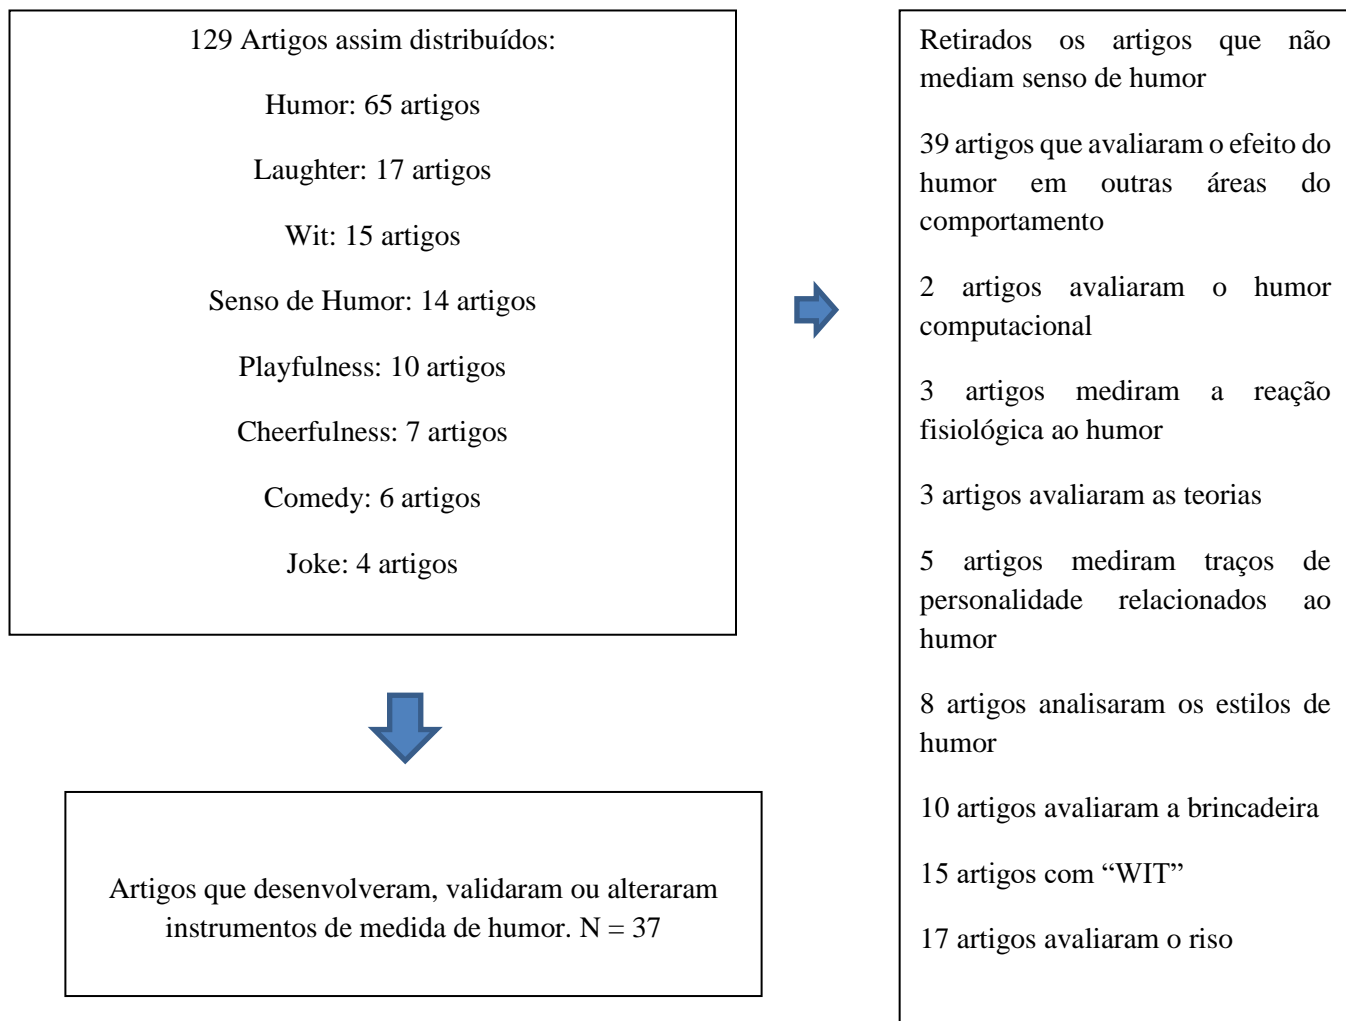 129 Artigos assim distribuídos:
Humor: 65 artigos
Laughter: 17 artigos
Wit: 15 artigos
Senso de Humor: 14 artigos
Playfulness: 10 artigos
Cheerfulness: 7 artigos
Comedy: 6 artigos
Joke: 4 artigos
Artigos que desenvolveram, validaram ou alteraram
instrumentos de medida de humor. N = 37
Retirados os artigos que não
mediam senso de humor
39 artigos que avaliaram o efeito do
humor em outras áreas do
comportamento
2 artigos avaliaram o humor
computacional
3 artigos mediram a reação
fisiológica ao humor
3 artigos avaliaram as teorias
5 artigos mediram traços de
personalidade relacionados ao
humor
8 artigos analisaram os estilos de
humor
10 artigos avaliaram a brincadeira
15 artigos com “WIT”
17 artigos avaliaram o riso